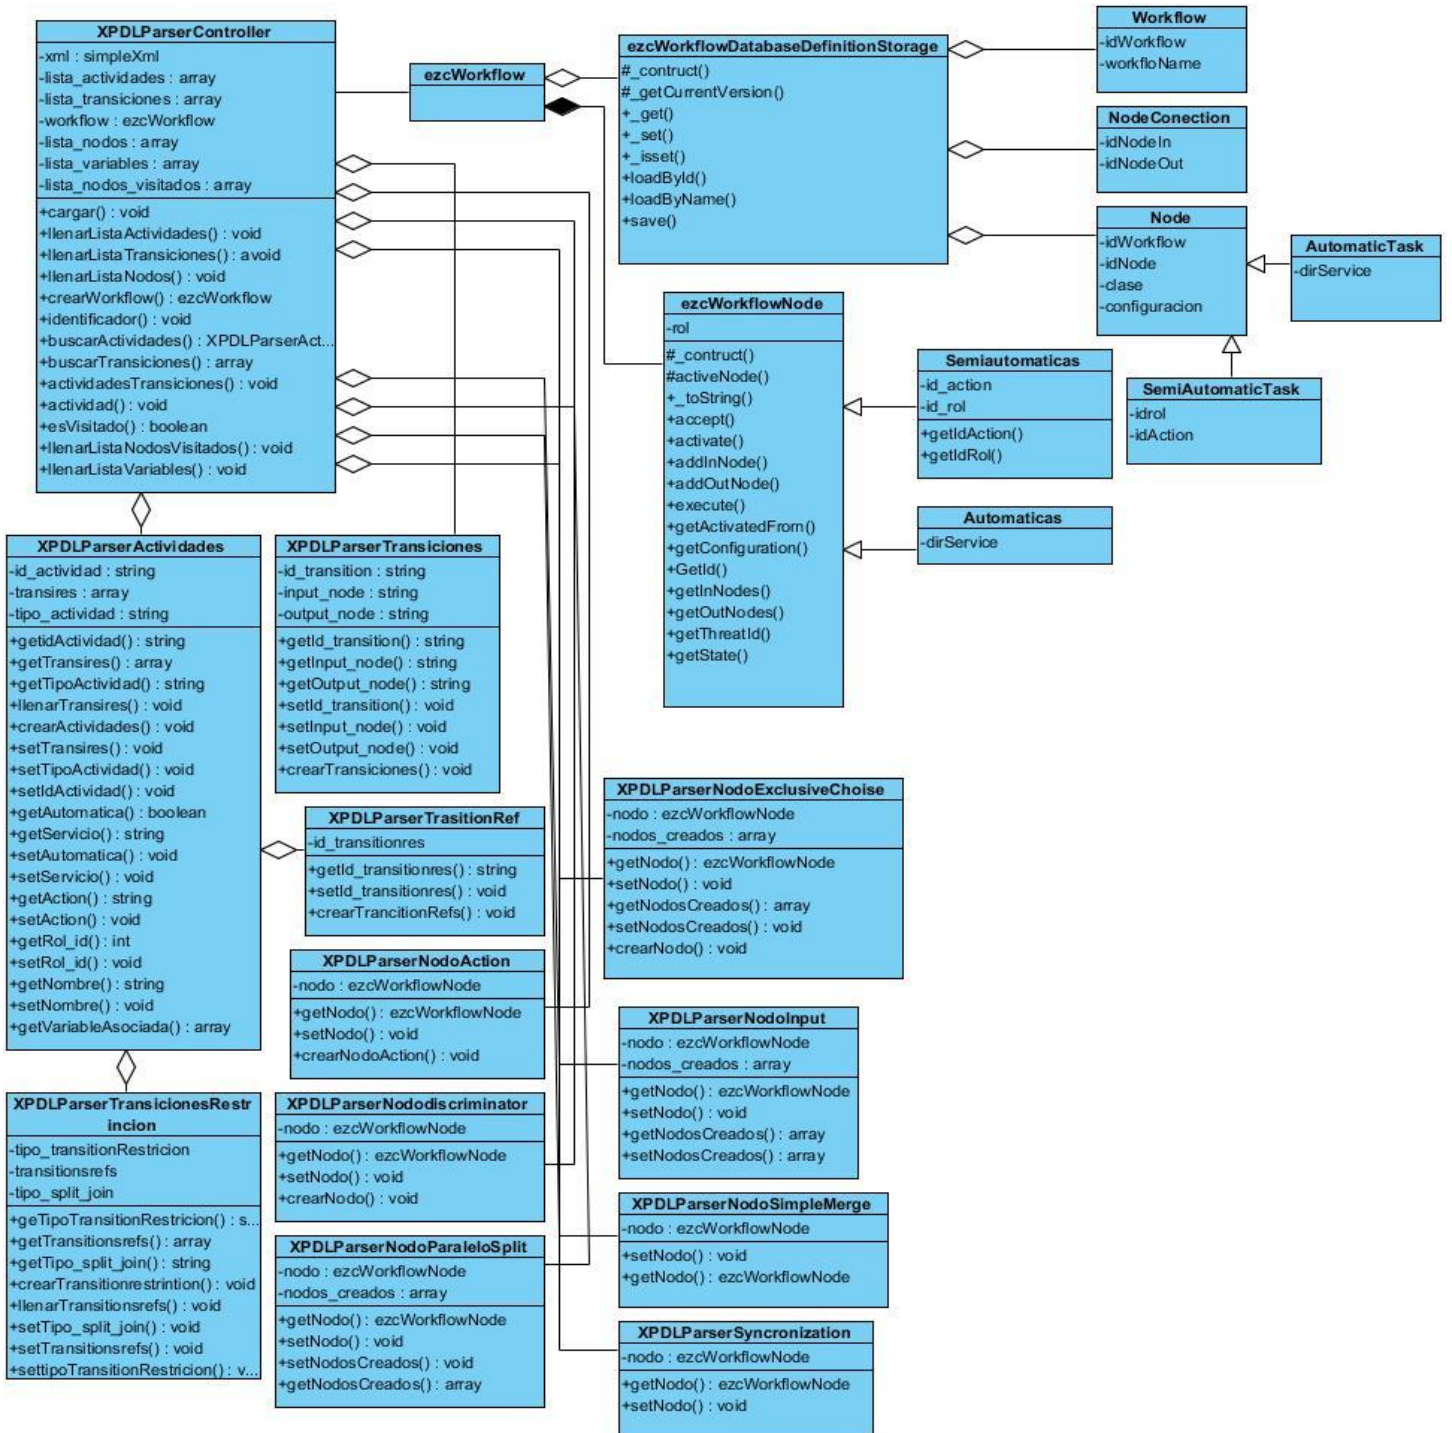 XPDLParserController
-xml : simpleXml
-lista_actividades : array
-lista_transiciones : array
-workflow : ezcWorkflow
-lista_nodos : array
-lista_variables : array
-lista_nodos_visitados : array
+cargar() : void
+llenarListaActividades() : void
+llenarListaTransiciones() : avoid
+llenarListaNodos() : void
+crearWorkflow() : ezcWorkflow
+identificador() : void
+buscarActividades() : XPDLParserAct...
+buscarTransiciones() : array
+actividadesTransiciones() : void
+actividad() : void
+esVisitado() : boolean
+llenarListaNodosVisitados() : void
+llenarListaVariables() : void
ezcWorkflow
ezcWorkflowDatabaseDefinitionStorage
#_contruct()
#_getCurrentVersion()
+_get()
+_set()
+_isset()
+loadById()
+loadByName()
+save()
Workflow
-idWorkflow
-workfloName
NodeConection
-idNodeIn
-idNodeOut
Node
-idWorkflow
-idNode
-clase
-configuracion
AutomaticTask
-dirService
SemiAutomaticTask
-idrol
-idAction
ezcWorkflowNode
-rol
#_contruct()
#activeNode()
+_toString()
+accept()
+activate()
+addInNode()
+addOutNode()
+execute()
+getActivatedFrom()
+getConfiguration()
+GetId()
+getInNodes()
+getOutNodes()
+getThreatId()
+getState()
Semiautomaticas
-id_action
-id_rol
+getIdAction()
+getIdRol()
Automaticas
-dirService
XPDLParserActividades
-id_actividad : string
-transires : array
-tipo_actividad : string
+getidActividad() : string
+getTransires() : array
+getTipoActividad() : string
+llenarTransires() : void
+crearActividades() : void
+setTransires() : void
+setTipoActividad() : void
+setIdActividad() : void
+getAutomatica() : boolean
+getServicio() : string
+setAutomatica() : void
+setServicio() : void
+getAction() : string
+setAction() : void
+getRol_id() : int
+setRol_id() : void
+getNombre() : string
+setNombre() : void
+getVariableAsociada() : array
XPDLParserTransiciones
-id_transition : string
-input_node : string
-output_node : string
+getId_transition() : string
+getInput_node() : string
+getOutput_node() : string
+setId_transition() : void
+setInput_node() : void
+setOutput_node() : void
+crearTransiciones() : void
XPDLParserTrasitionRef
-id_transitionres
+getId_transitionres() : string
+setId_transitionres() : void
+crearTrancitionRefs() : void
XPDLParserNodoAction
-nodo : ezcWorkflowNode
+getNodo() : ezcWorkflowNode
+setNodo() : void
+crearNodoAction() : void
XPDLParserNododiscriminator
-nodo : ezcWorkflowNode
+getNodo() : ezcWorkflowNode
+setNodo() : void
+crearNodo() : void
XPDLParserNodoParaleloSplit
-nodo : ezcWorkflowNode
-nodos_creados : array
+getNodo() : ezcWorkflowNode
+setNodo() : void
+setNodosCreados() : void
+getNodosCreados() : array
XPDLParserTransicionesRestr
incion
-tipo_transitionRestricion
-transitionsrefs
-tipo_split_join
+geTipoTransitionRestricion() : s...
+getTransitionsrefs() : array
+getTipo_split_join() : string
+crearTransitionrestrintion() : void
+llenarTransitionsrefs() : void
+setTipo_split_join() : void
+setTransitionsrefs() : void
+settipoTransitionRestricion() : v...
XPDLParserNodoExclusiveChoise
-nodo : ezcWorkflowNode
-nodos_creados : array
+getNodo() : ezcWorkflowNode
+setNodo() : void
+getNodosCreados() : array
+setNodosCreados() : void
+crearNodo() : void
XPDLParserNodoInput
-nodo : ezcWorkflowNode
-nodos_creados : array
+getNodo() : ezcWorkflowNode
+setNodo() : void
+getNodosCreados() : array
+setNodosCreados() : array
XPDLParserNodoSimpleMerge
-nodo : ezcWorkflowNode
+setNodo() : void
+getNodo() : ezcWorkflowNode
XPDLParserSyncronization
-nodo : ezcWorkflowNode
+getNodo() : ezcWorkflowNode
+setNodo() : void